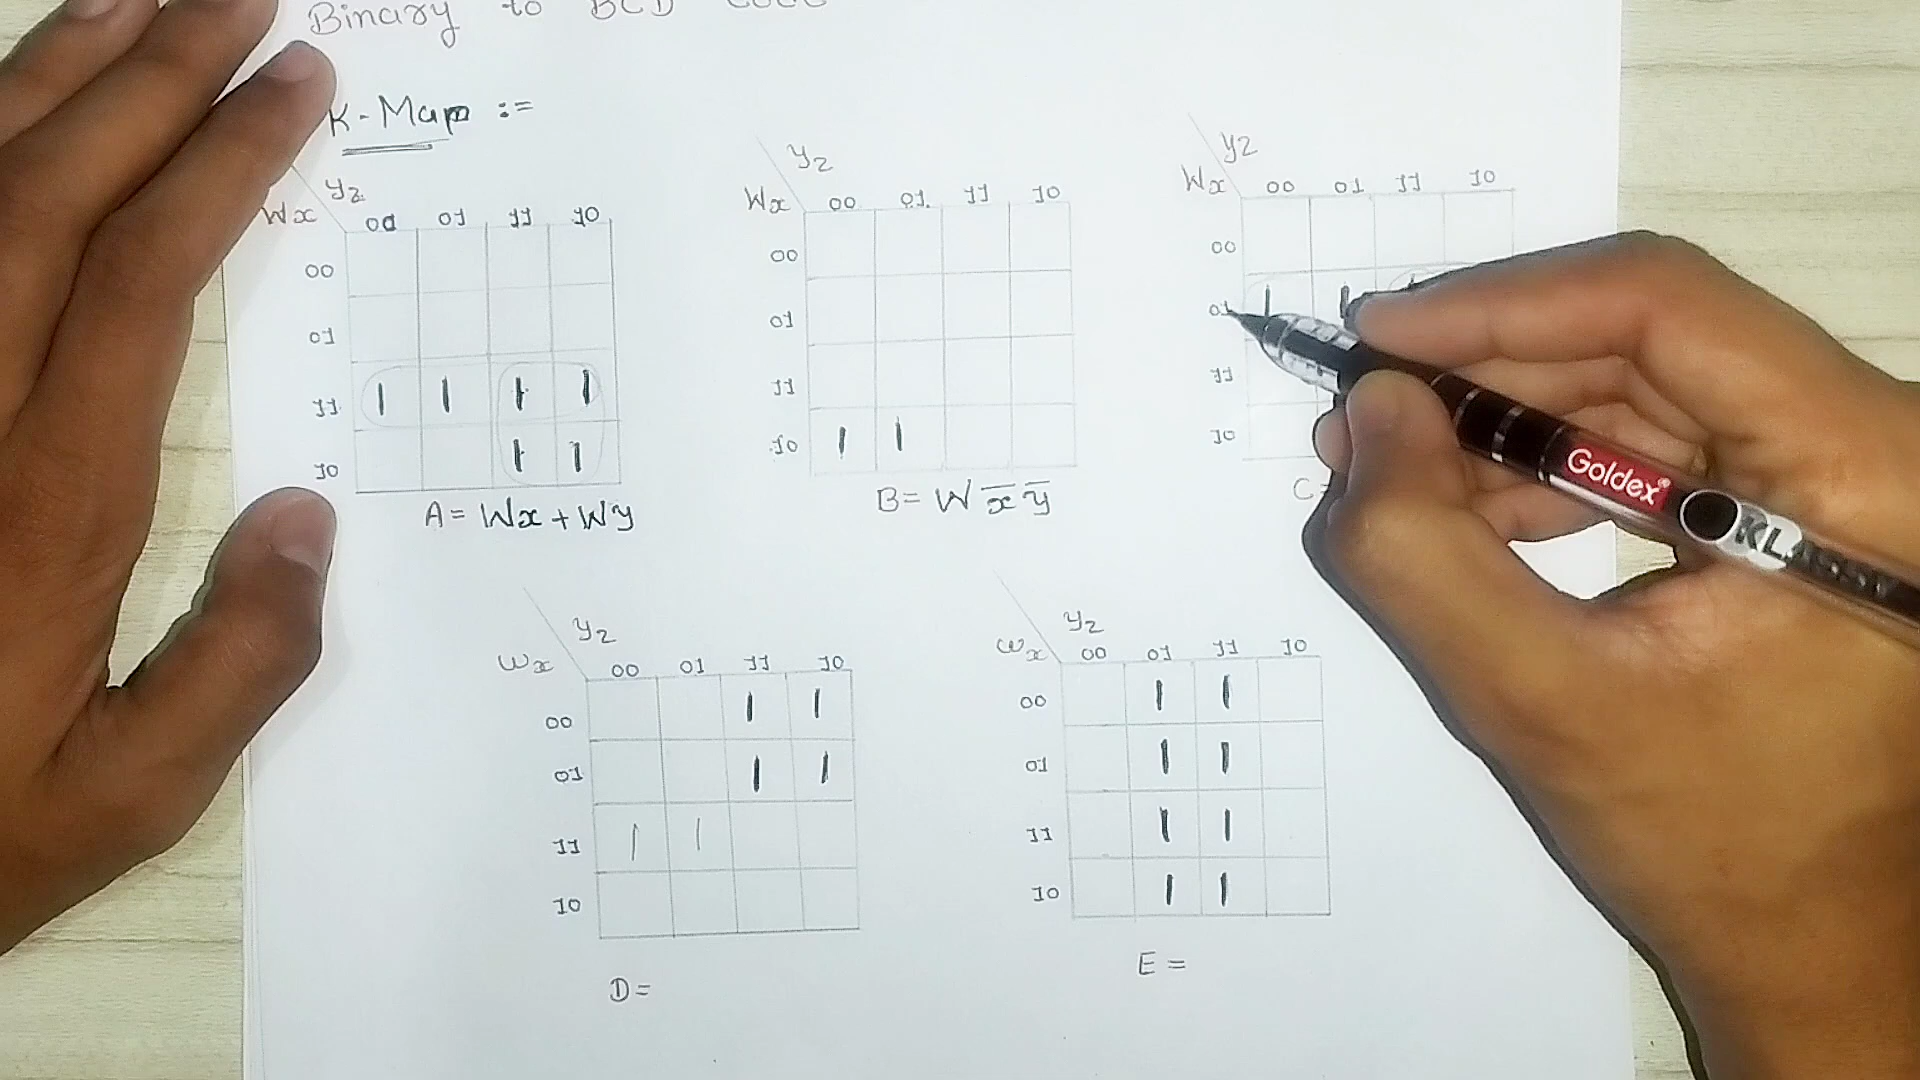 Binary to BCD Code
K-Map :=
yz
Wx 00 01 11 10
00
01
11 1 1 1 1
10 1 1
A = Wx + Wy
yz
Wx 00 01 11 10
00
01
11
10 1 1
B = W x̅ y̅
yz
Wx 00 01 11 10
00
01 1 1
11
10
C =
yz
Wx 00 01 11 10
00 1 1
01 1 1
11 1 1
10
D =
yz
Wx 00 01 11 10
00 1 1
01 1 1
11 1 1
10 1 1
E =
Goldex®
KLASSY